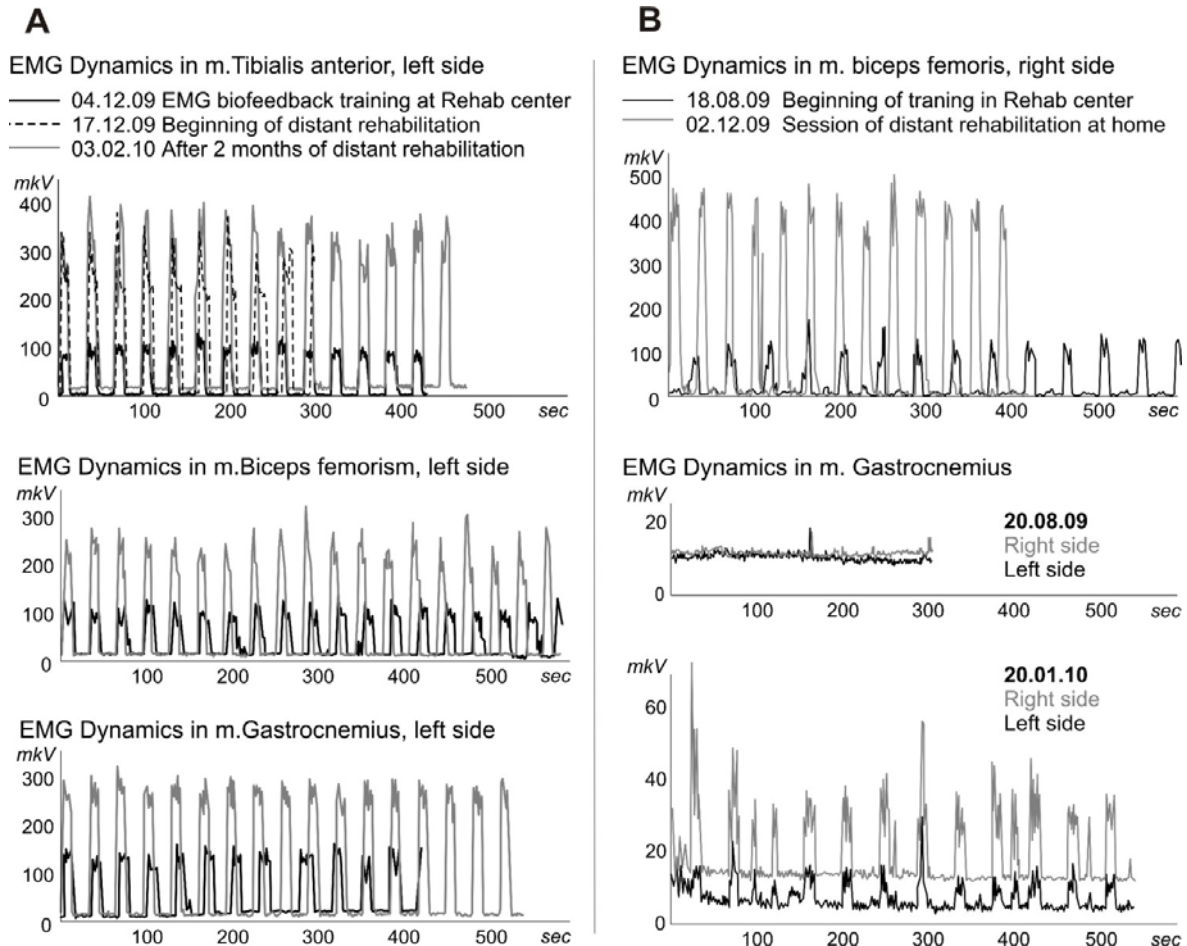 A
EMG Dynamics in m.Tibialis anterior, left side
04.12.09 EMG biofeedback training at Rehab center
17.12.09 Beginning of distant rehabilitation
03.02.10 After 2 months of distant rehabilitation
mkV
400
300
200
100
0
100 200 300 400 500 sec
EMG Dynamics in m.Biceps femorism, left side
mkV
300
200
100
0
100 200 300 400 500 sec
EMG Dynamics in m.Gastrocnemius, left side
mkV
300
200
100
0
100 200 300 400 500 sec
B
EMG Dynamics in m. biceps femoris, right side
18.08.09 Beginning of traning in Rehab center
02.12.09 Session of distant rehabilitation at home
mkV
500
400
300
200
100
0
100 200 300 400 500 sec
EMG Dynamics in m. Gastrocnemius
mkV
20
10
0
20.08.09
Right side
Left side
100 200 300 400 500 sec
mkV
60
40
20
0
20.01.10
Right side
Left side
100 200 300 400 500 sec